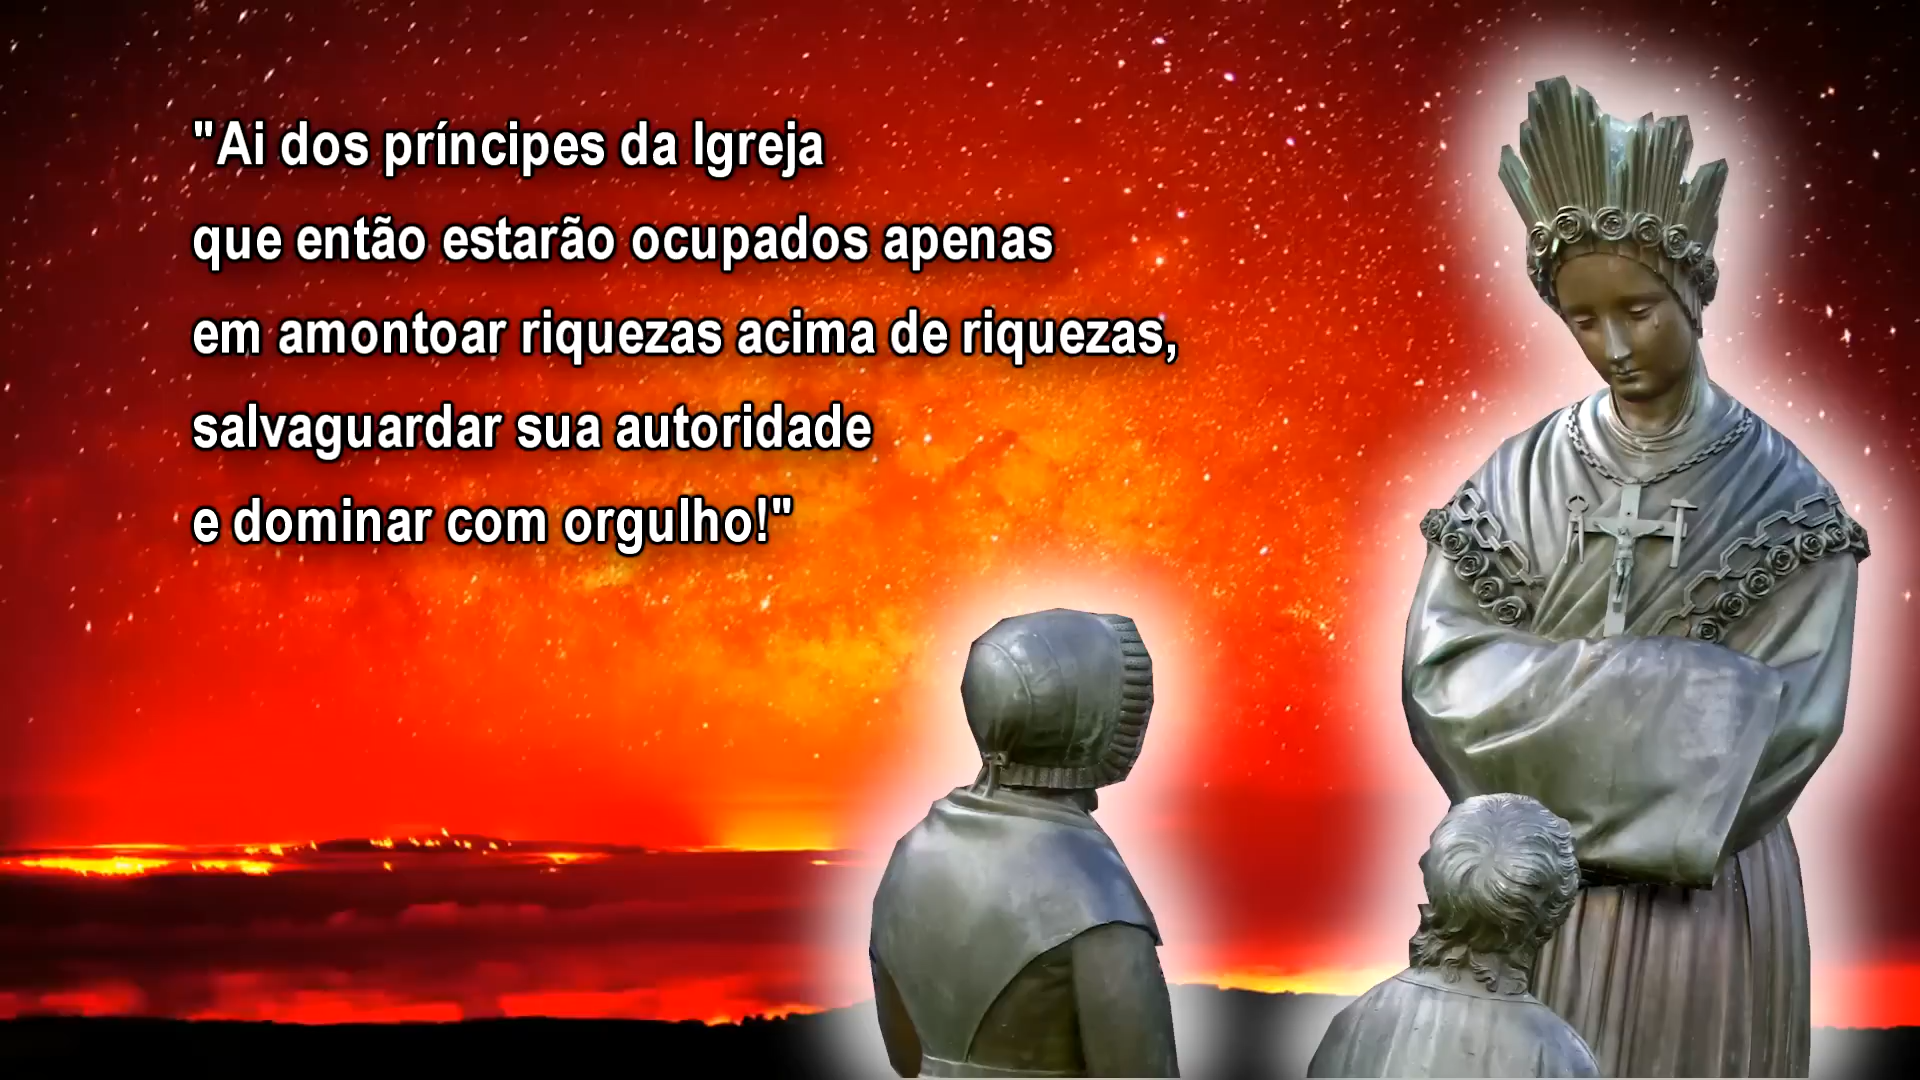 "Ai dos príncipes da Igreja
que então estarão ocupados apenas
em amontoar riquezas acima de riquezas,
salvaguardar sua autoridade
e dominar com orgulho!"